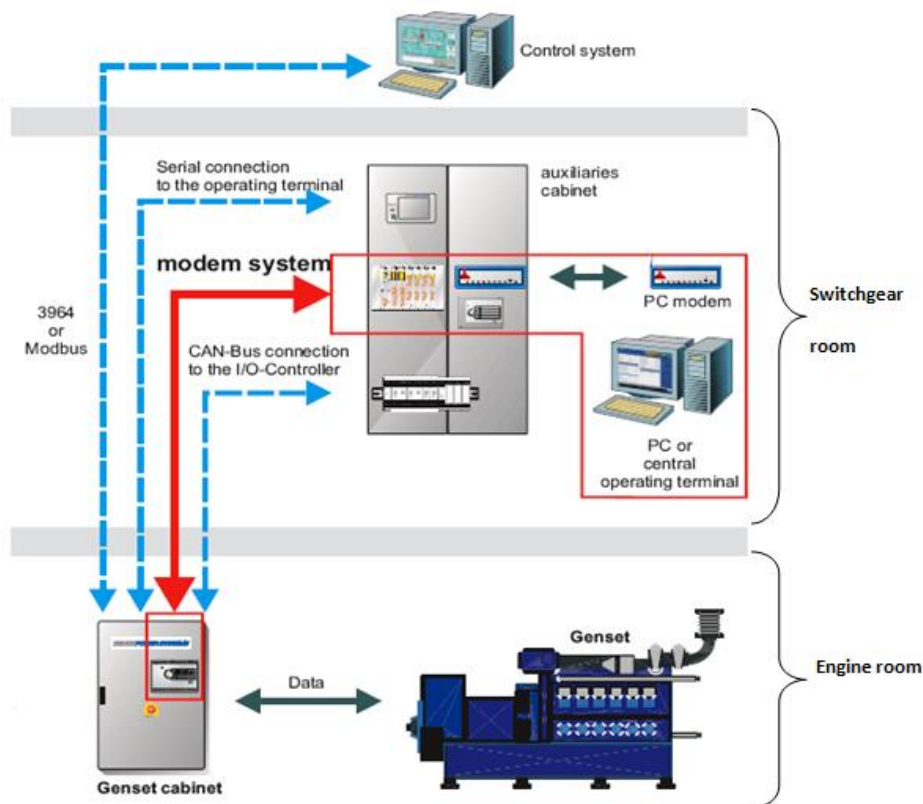 Control system
Serial connection
to the operating terminal
auxiliaries
cabinet
modem system
PC modem
3964
or
Modbus
CAN-Bus connection
to the I/O-Controller
PC or
central
operating terminal
Switchgear
room
Genset
Data
Engine room
Genset cabinet